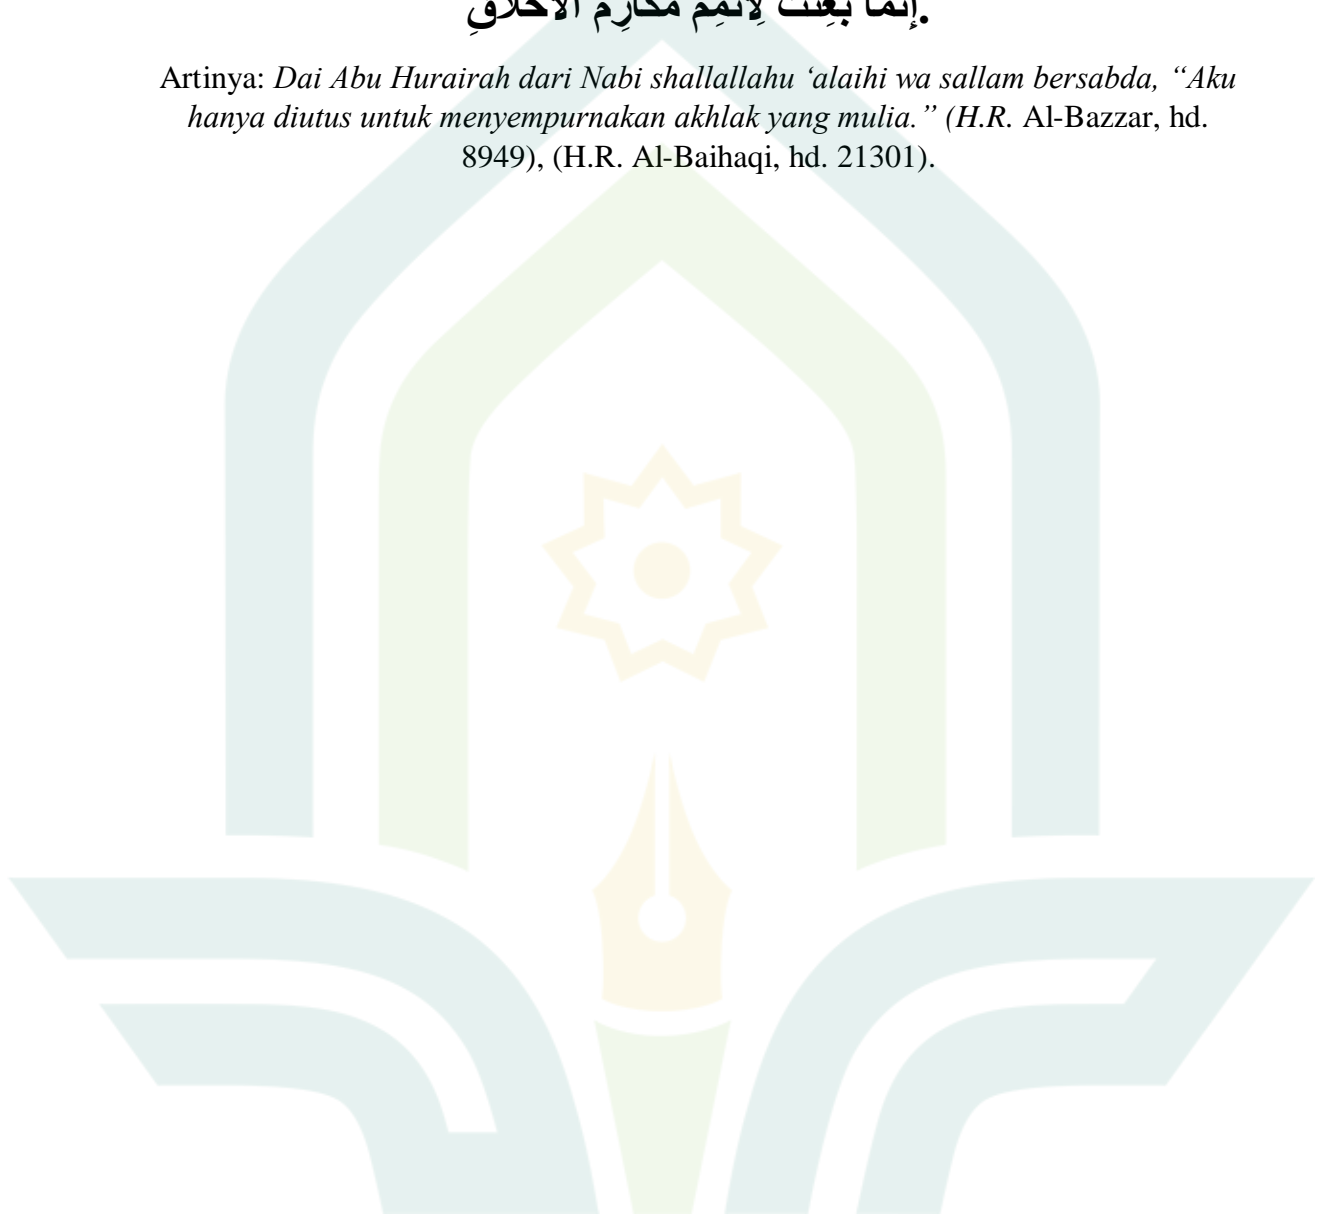 إِنَّمَا بُعِثْتُ لِأُتَمِّمَ مَكَارِمَ الْأَخْلَاقِ.
Artinya: Dai Abu Hurairah dari Nabi shallallahu ‘alaihi wa sallam bersabda, “Aku
hanya diutus untuk menyempurnakan akhlak yang mulia.” (H.R. Al-Bazzar, hd.
8949), (H.R. Al-Baihaqi, hd. 21301).